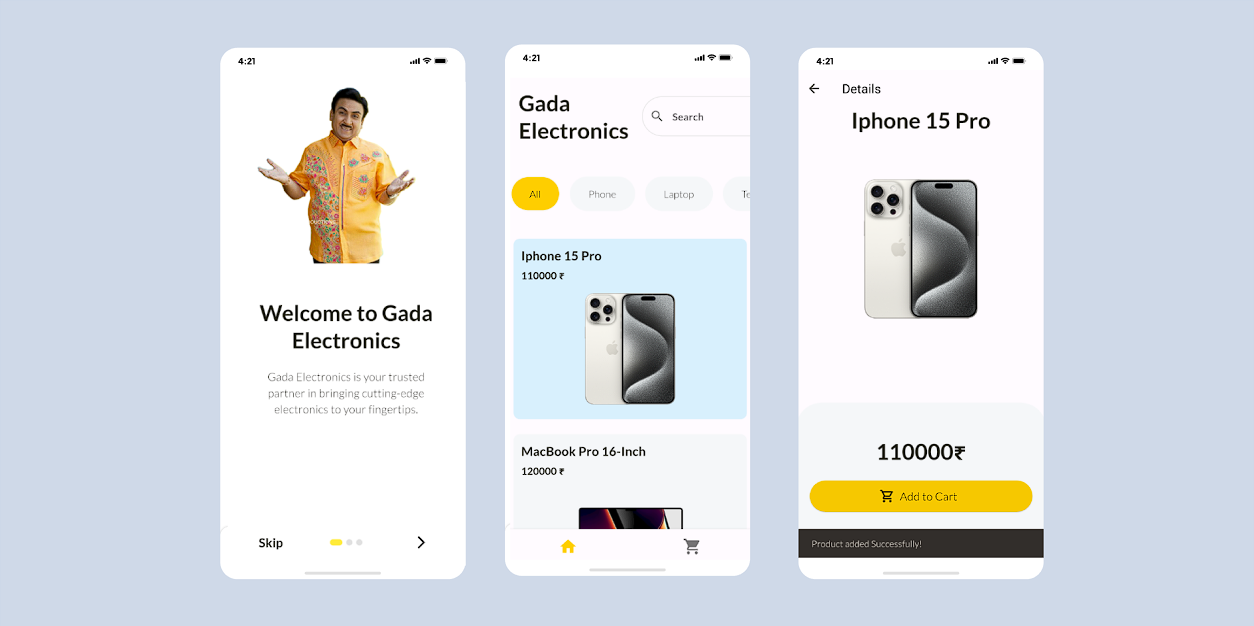 4:21
Welcome to Gada
Electronics
Gada Electronics is your trusted
partner in bringing cutting-edge
electronics to your fingertips.
Skip
4:21
Gada
Electronics
Search
All
Phone
Laptop
Te
Iphone 15 Pro
110000 ₹
MacBook Pro 16-Inch
120000 ₹
4:21
Details
Iphone 15 Pro
110000₹
Add to Cart
Product added Successfully!